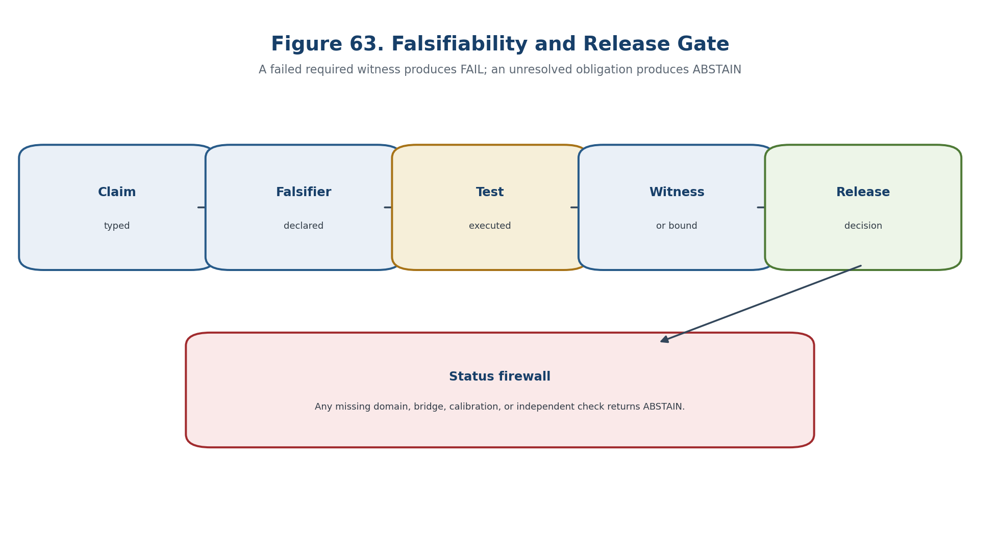 Figure 63. Falsifiability and Release Gate
A failed required witness produces FAIL; an unresolved obligation produces ABSTAIN
Claim
typed
Falsifier
declared
Test
executed
Witness
or bound
Release
decision
Status firewall
Any missing domain, bridge, calibration, or independent check returns ABSTAIN.